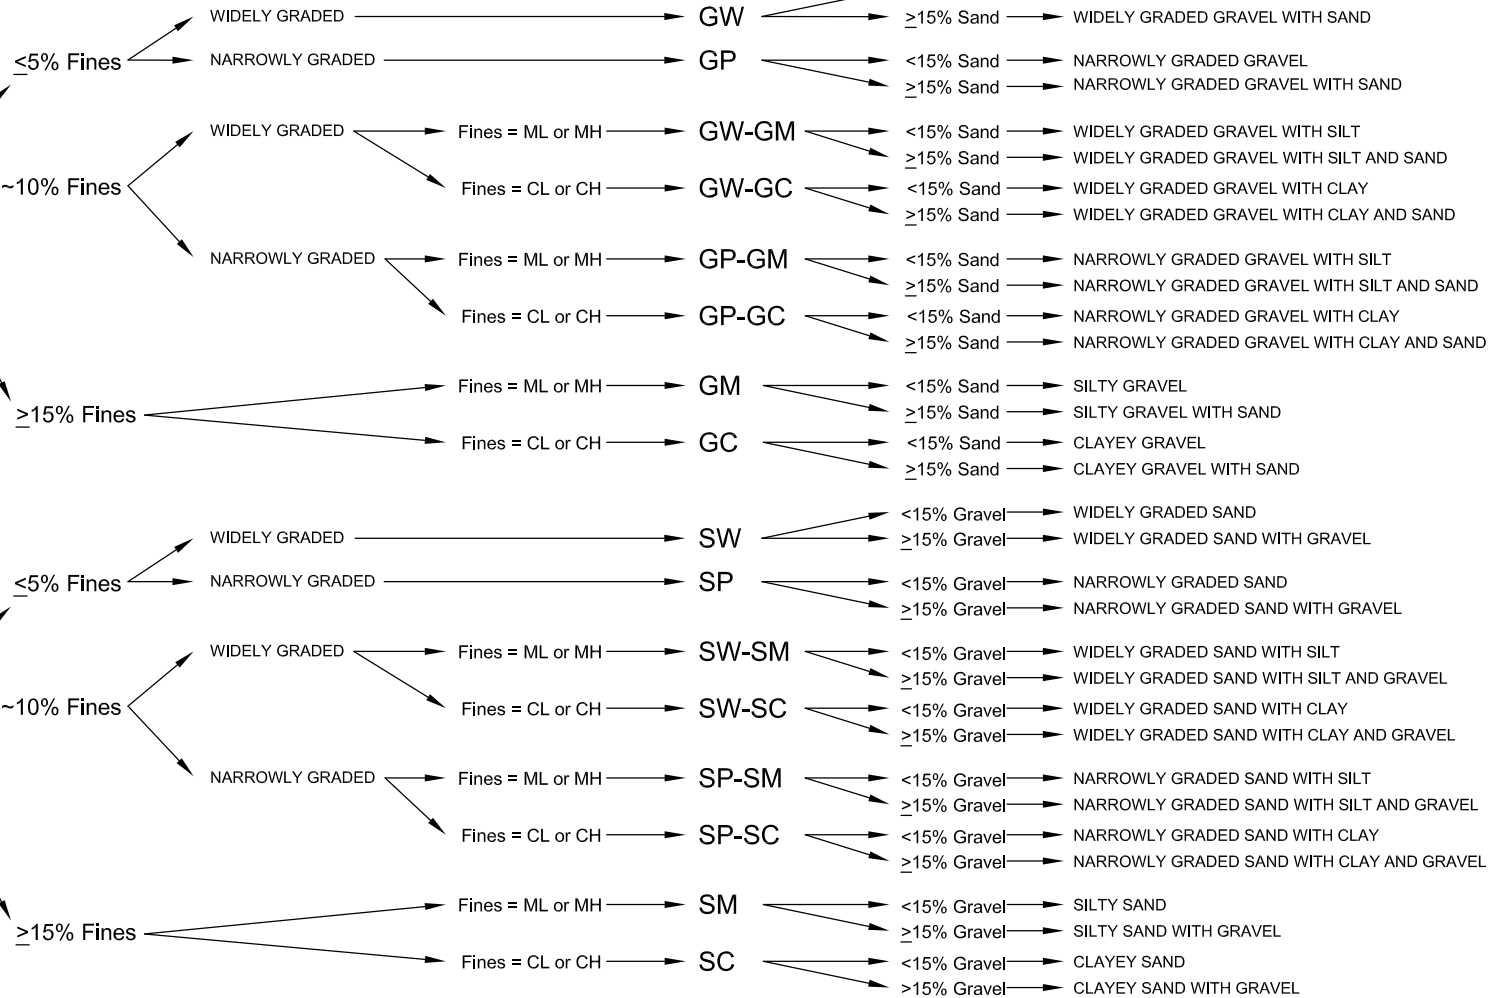 WIDELY GRADED GW ≥15% Sand WIDELY GRADED GRAVEL WITH SAND
≤5% Fines NARROWLY GRADED GP <15% Sand NARROWLY GRADED GRAVEL
≥15% Sand NARROWLY GRADED GRAVEL WITH SAND
WIDELY GRADED Fines = ML or MH GW-GM <15% Sand WIDELY GRADED GRAVEL WITH SILT
≥15% Sand WIDELY GRADED GRAVEL WITH SILT AND SAND
~10% Fines Fines = CL or CH GW-GC <15% Sand WIDELY GRADED GRAVEL WITH CLAY
≥15% Sand WIDELY GRADED GRAVEL WITH CLAY AND SAND
NARROWLY GRADED Fines = ML or MH GP-GM <15% Sand NARROWLY GRADED GRAVEL WITH SILT
≥15% Sand NARROWLY GRADED GRAVEL WITH SILT AND SAND
Fines = CL or CH GP-GC <15% Sand NARROWLY GRADED GRAVEL WITH CLAY
≥15% Sand NARROWLY GRADED GRAVEL WITH CLAY AND SAND
Fines = ML or MH GM <15% Sand SILTY GRAVEL
≥15% Fines ≥15% Sand SILTY GRAVEL WITH SAND
Fines = CL or CH GC <15% Sand CLAYEY GRAVEL
≥15% Sand CLAYEY GRAVEL WITH SAND
<15% Gravel WIDELY GRADED SAND
WIDELY GRADED SW ≥15% Gravel WIDELY GRADED SAND WITH GRAVEL
≤5% Fines NARROWLY GRADED SP <15% Gravel NARROWLY GRADED SAND
≥15% Gravel NARROWLY GRADED SAND WITH GRAVEL
WIDELY GRADED Fines = ML or MH SW-SM <15% Gravel WIDELY GRADED SAND WITH SILT
≥15% Gravel WIDELY GRADED SAND WITH SILT AND GRAVEL
~10% Fines Fines = CL or CH SW-SC <15% Gravel WIDELY GRADED SAND WITH CLAY
≥15% Gravel WIDELY GRADED SAND WITH CLAY AND GRAVEL
NARROWLY GRADED Fines = ML or MH SP-SM <15% Gravel NARROWLY GRADED SAND WITH SILT
≥15% Gravel NARROWLY GRADED SAND WITH SILT AND GRAVEL
Fines = CL or CH SP-SC <15% Gravel NARROWLY GRADED SAND WITH CLAY
≥15% Gravel NARROWLY GRADED SAND WITH CLAY AND GRAVEL
Fines = ML or MH SM <15% Gravel SILTY SAND
≥15% Fines ≥15% Gravel SILTY SAND WITH GRAVEL
Fines = CL or CH SC <15% Gravel CLAYEY SAND
>15% Gravel CLAYEY SAND WITH GRAVEL